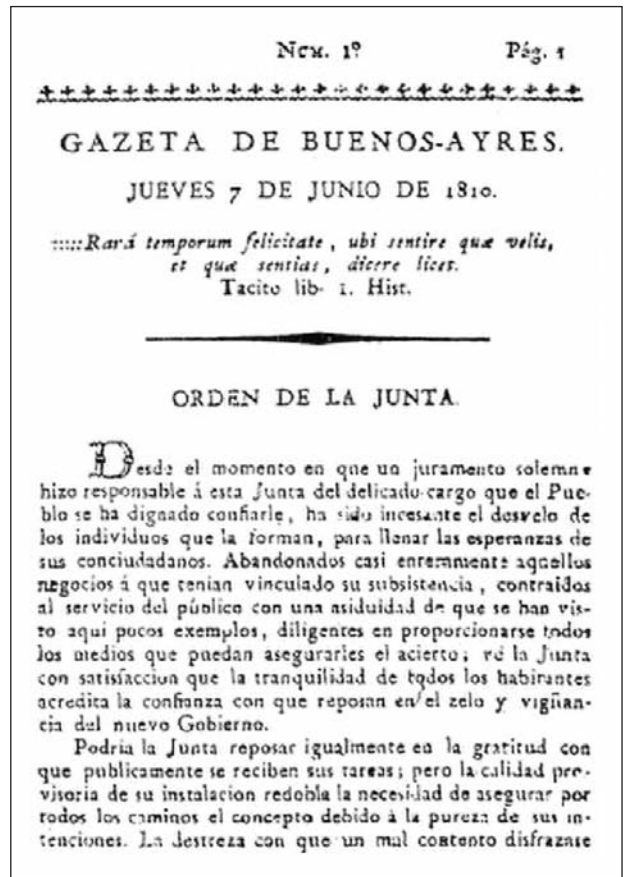 Num. 1º Pág. 1
GAZETA DE BUENOS-AYRES.
JUEVES 7 DE JUNIO DE 1810.
:::::Rará temporum felicitate, ubi sentire quæ velis,
et quæ sentias, dicere licet.
Tacito lib. 1. Hist.
ORDEN DE LA JUNTA.
Desde el momento en que un juramento solemne
hizo responsable á esta Junta del delicado cargo que el Pue-
blo se ha dignado confiarle, ha sido incesante el desvelo de
los individuos que la forman, para llenar las esperanzas de
sus conciudadanos. Abandonados casi enteramente aquellos
negocios á que tenian vinculado su subsistencia, contraidos
al servicio del público con una asiduidad de que se han vis-
to aqui pocos exemplos, diligentes en proporcionarse todos
los medios que puedan asegurarles el acierto; vé la Junta
con satisfaccion que la tranquilidad de todos los habitantes
acredita la confianza con que reposan en el zelo y vigilan-
cia del nuevo Gobierno.
Podria la Junta reposar igualmente en la gratitud con
que publicamente se reciben sus tareas; pero la calidad pro-
visoria de su instalacion redobla la necesidad de asegurar por
todos los caminos el concepto debido à la pureza de sus in-
tenciones. La destreza con que un mal contento disfrazase